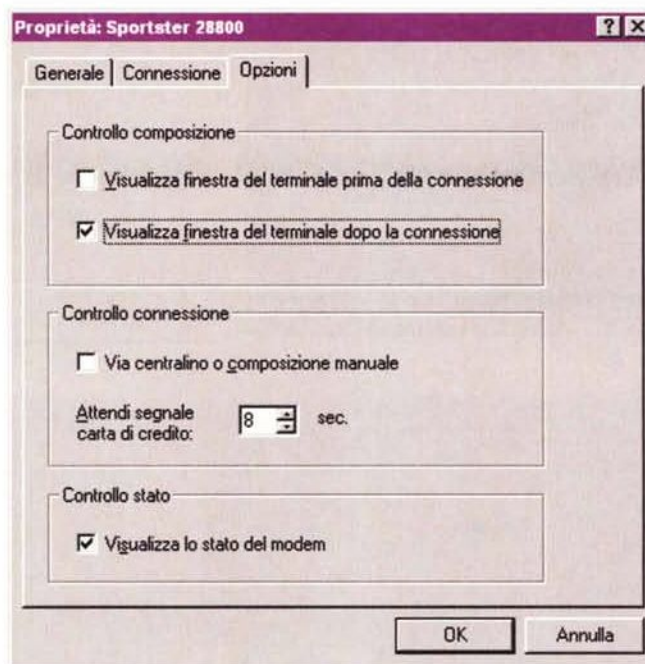 Proprietà: Sportster 28800
Generale Connessione Opzioni
Controllo composizione
Visualizza finestra del terminale prima della connessione
Visualizza finestra del terminale dopo la connessione
Controllo connessione
Via centralino o composizione manuale
Attendi segnale
carta di credito: 8 sec.
Controllo stato
Visualizza lo stato del modem
OK Annulla